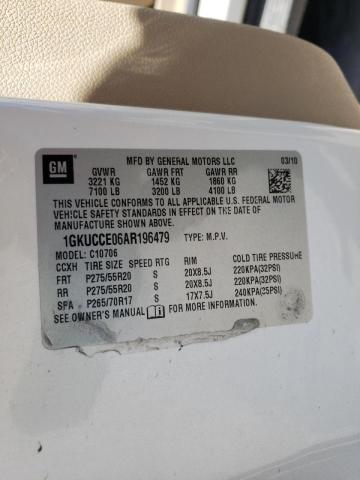 GM
MFD BY GENERAL MOTORS LLC 03/10
GVWR GAWR FRT GAWR RR
3221 KG 1452 KG 1860 KG
7100 LB 3200 LB 4100 LB
THIS VEHICLE CONFORMS TO ALL APPLICABLE U.S. FEDERAL MOTOR
VEHICLE SAFETY STANDARDS IN EFFECT ON THE DATE OF
MANUFACTURE SHOWN ABOVE.
1GKUCCE06AR196479 TYPE: M.P.V.
MODEL: C10706
CCXH TIRE SIZE SPEED RTG RIM COLD TIRE PRESSURE
FRT P275/55R20 S 20X8.5J 220KPA(32PSI)
RR P275/55R20 S 20X8.5J 220KPA(32PSI)
SPA P265/70R17 S 17X7.5J 240KPA(35PSI)
SEE OWNER'S MANUAL FOR MORE INFORMATION.